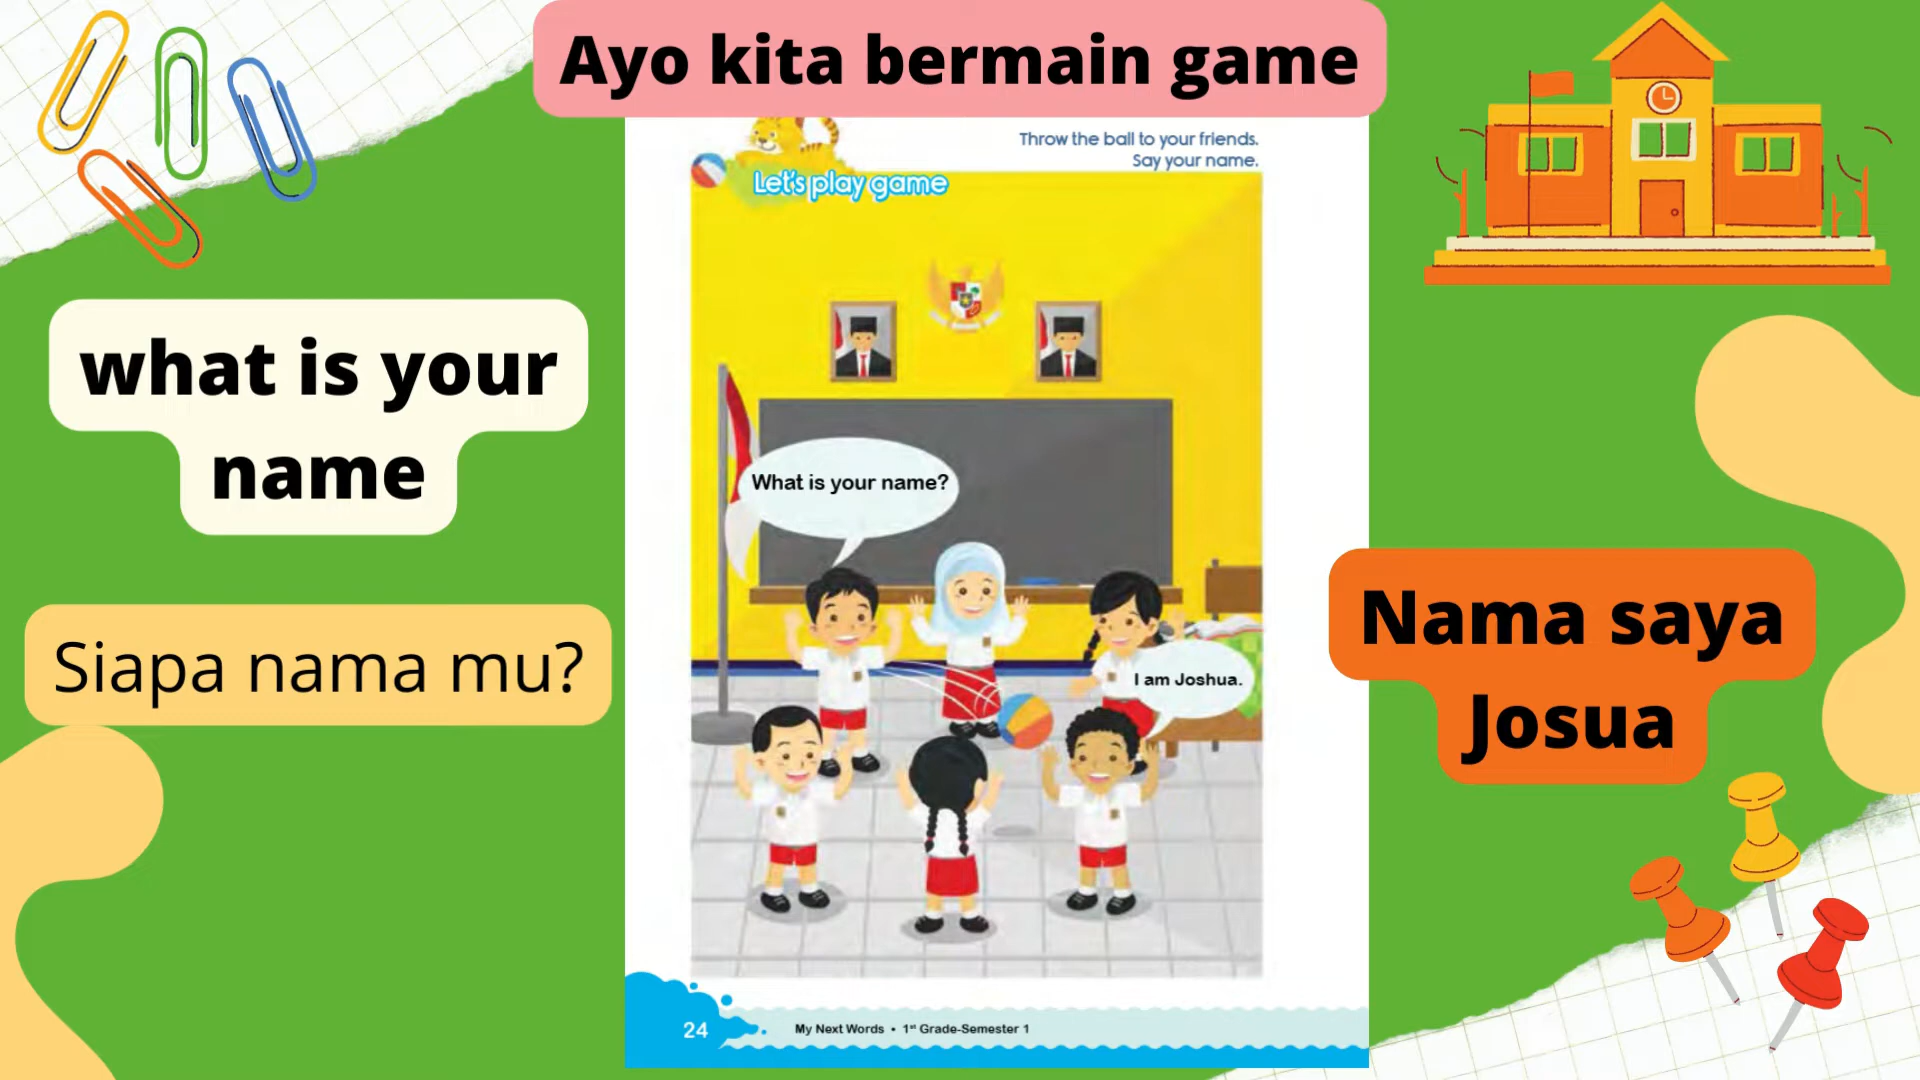 Ayo kita bermain game
Throw the ball to your friends.
Say your name.
Let's play game
what is your
name
Siapa nama mu?
What is your name?
I am Joshua.
Nama saya
Josua
24
My Next Words • 1st Grade-Semester 1